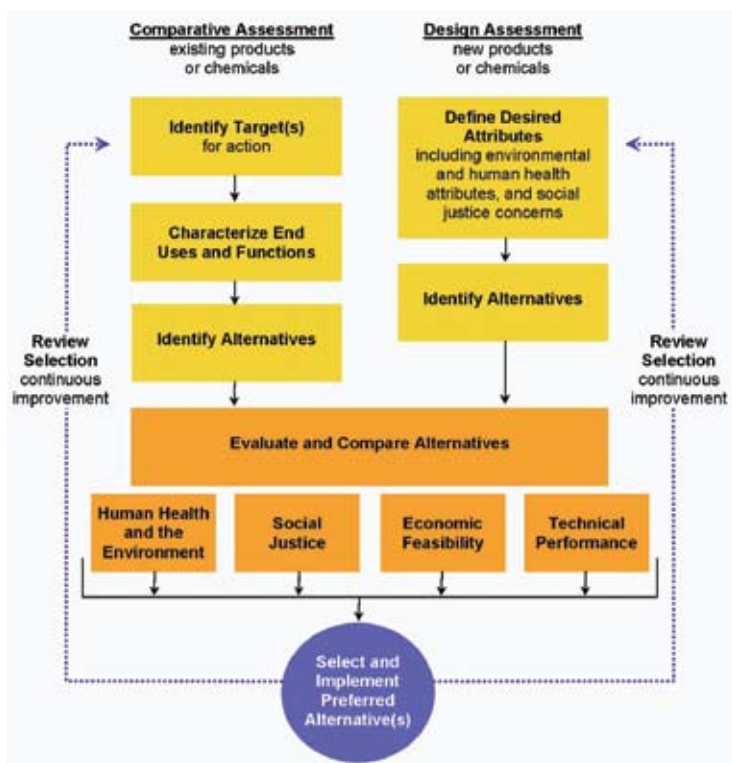 Comparative Assessment
existing products
or chemicals
Design Assessment
new products
or chemicals
Identify Target(s)
for action
Define Desired
Attributes
including environmental
and human health
attributes, and social
justice concerns
Characterize End
Uses and Functions
Identify Alternatives
Identify Alternatives
Review
Selection
continuous
improvement
Review
Selection
continuous
improvement
Evaluate and Compare Alternatives
Human Health
and the
Environment
Social
Justice
Economic
Feasibility
Technical
Performance
Select and
Implement
Preferred
Alternative(s)